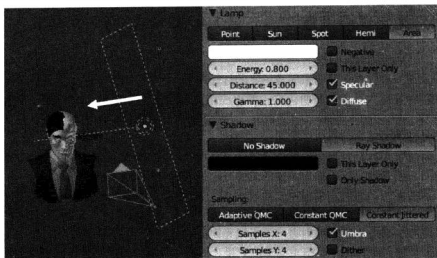 Lamp
Point Sun Spot Hemi Area
Negative
Energy: 0.800 This Layer Only
Distance: 45.000 Specular
Gamma: 1.000 Diffuse
Shadow
No Shadow Ray Shadow
This Layer Only
Only Shadow
Sampling:
Adaptive QMC Constant QMC Constant Jittered
Samples X: 4 Umbra
Samples Y: 4 Dither